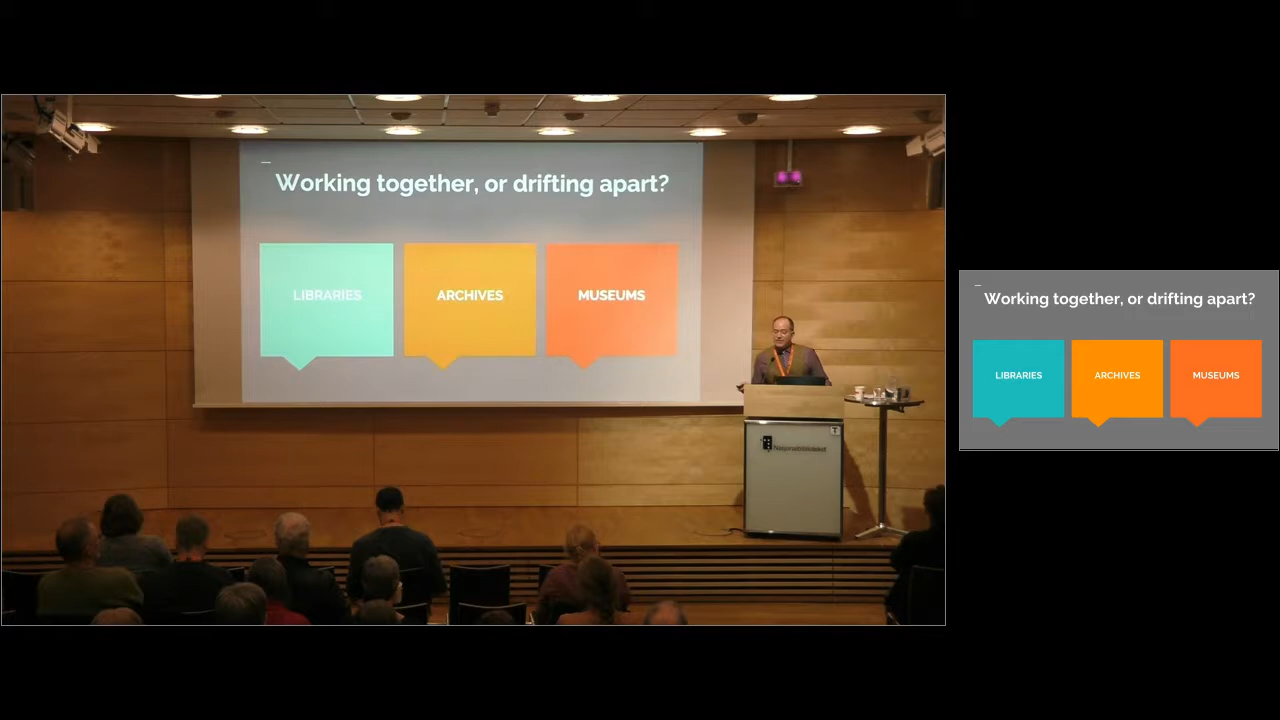 Working together, or drifting apart?
LIBRARIES
ARCHIVES
MUSEUMS
Working together, or drifting apart?
LIBRARIES
ARCHIVES
MUSEUMS